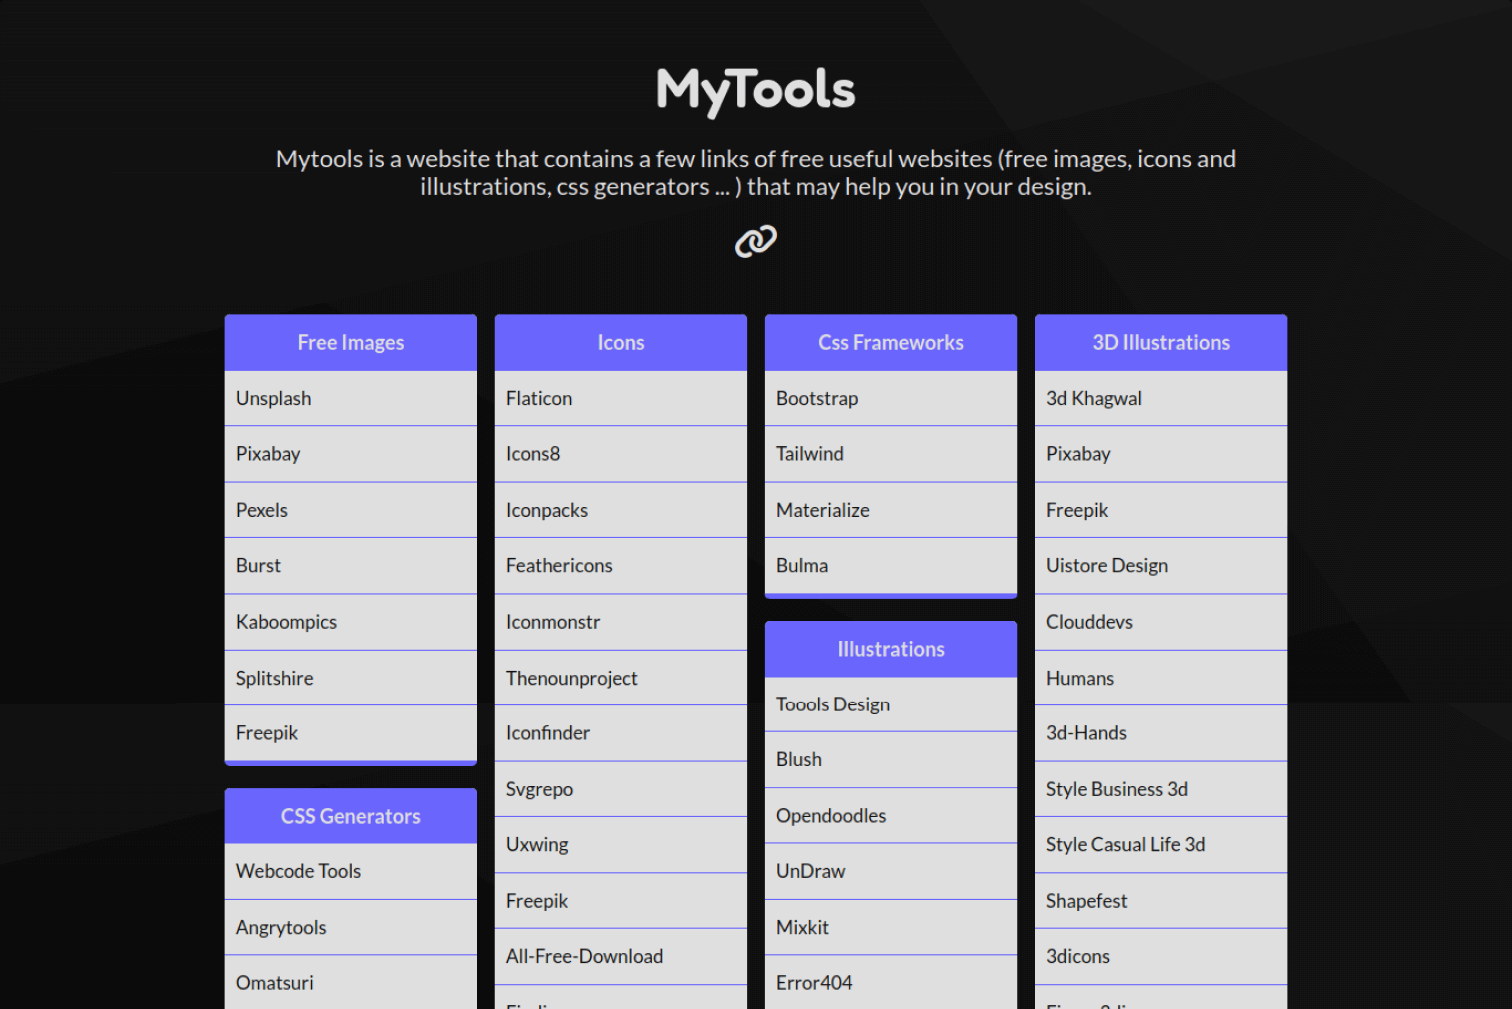 MyTools
Mytools is a website that contains a few links of free useful websites (free images, icons and
illustrations, css generators ... ) that may help you in your design.
Free Images
Unsplash
Pixabay
Pexels
Burst
Kaboompics
Splitshire
Freepik
CSS Generators
Webcode Tools
Angrytools
Omatsuri
Icons
Flaticon
Icons8
Iconpacks
Feathericons
Iconmonstr
Thenounproject
Iconfinder
Svgrepo
Uxwing
Freepik
All-Free-Download
Css Frameworks
Bootstrap
Tailwind
Materialize
Bulma
Illustrations
Toools Design
Blush
Opendoodles
UnDraw
Mixkit
Error404
3D Illustrations
3d Khagwal
Pixabay
Freepik
Uistore Design
Clouddevs
Humans
3d-Hands
Style Business 3d
Style Casual Life 3d
Shapefest
3dicons